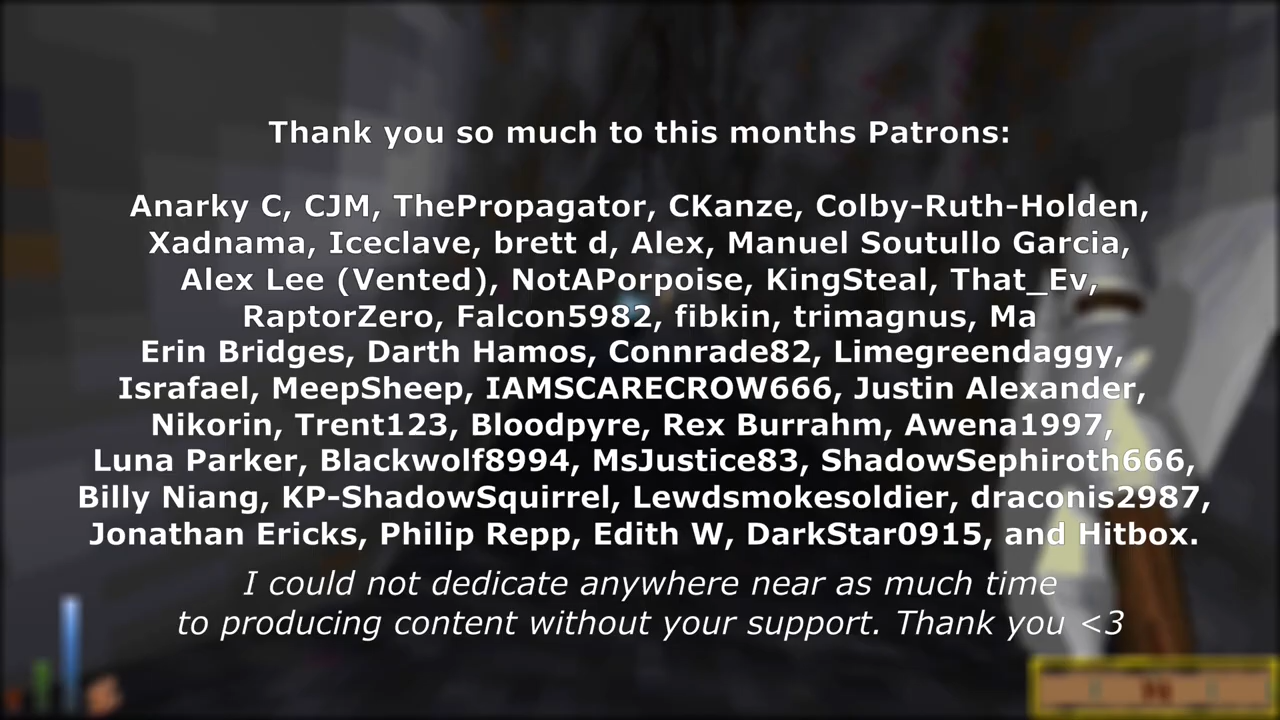 Thank you so much to this months Patrons:
Anarky C, CJM, ThePropagator, CKanze, Colby-Ruth-Holden,
Xadnama, Iceclave, brett d, Alex, Manuel Soutullo Garcia,
Alex Lee (Vented), NotAPorpoise, KingSteal, That_Ev,
RaptorZero, Falcon5982, fibkin, trimagnus, Ma
Erin Bridges, Darth Hamos, Connrade82, Limegreendaggy,
Israfael, MeepSheep, IAMSCARECROW666, Justin Alexander,
Nikorin, Trent123, Bloodpyre, Rex Burrahm, Awena1997,
Luna Parker, Blackwolf8994, MsJustice83, ShadowSephiroth666,
Billy Niang, KP-ShadowSquirrel, Lewdsmokesoldier, draconis2987,
Jonathan Ericks, Philip Repp, Edith W, DarkStar0915, and Hitbox.
I could not dedicate anywhere near as much time
to producing content without your support. Thank you <3